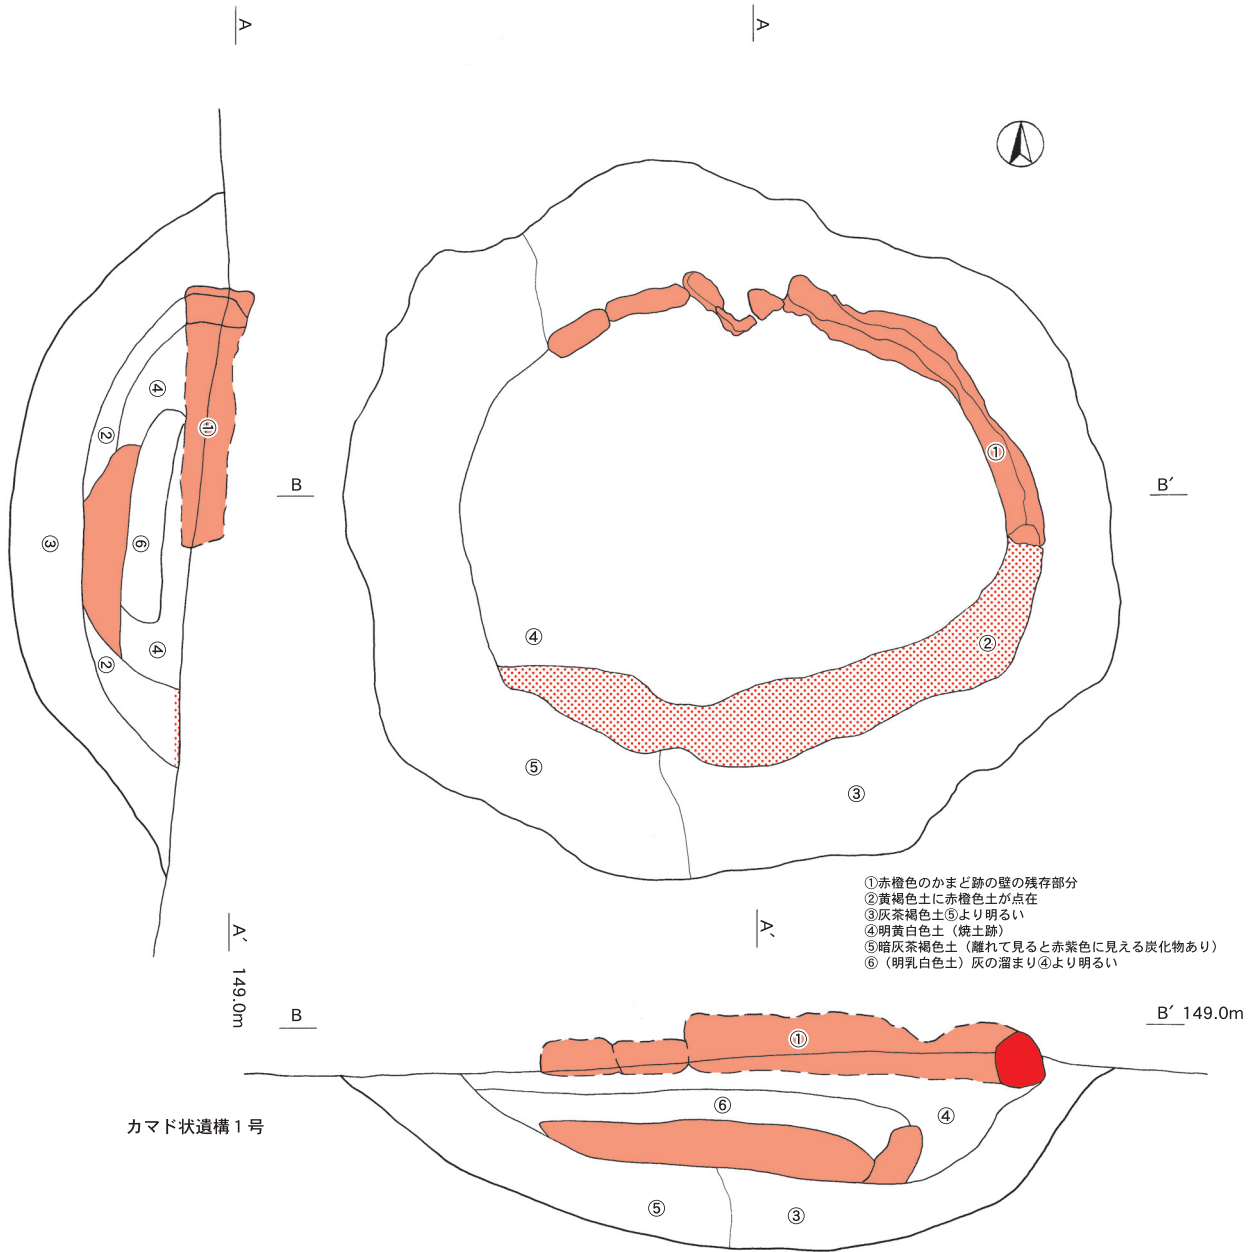 A
A
④
②
①
①
B
B′
③
⑥
④
②
④
②
⑤
③
①赤橙色のかまど跡の壁の残存部分
②黄褐色土に赤橙色土が点在
③灰茶褐色土⑤より明るい
④明黄白色土（焼土跡）
⑤暗灰茶褐色土（離れて見ると赤紫色に見える炭化物あり）
⑥（明乳白色土）灰の溜まり④より明るい
A′
149.0m
A′
B
B′ 149.0m
①
⑥
④
カマド状遺構１号
⑤
③